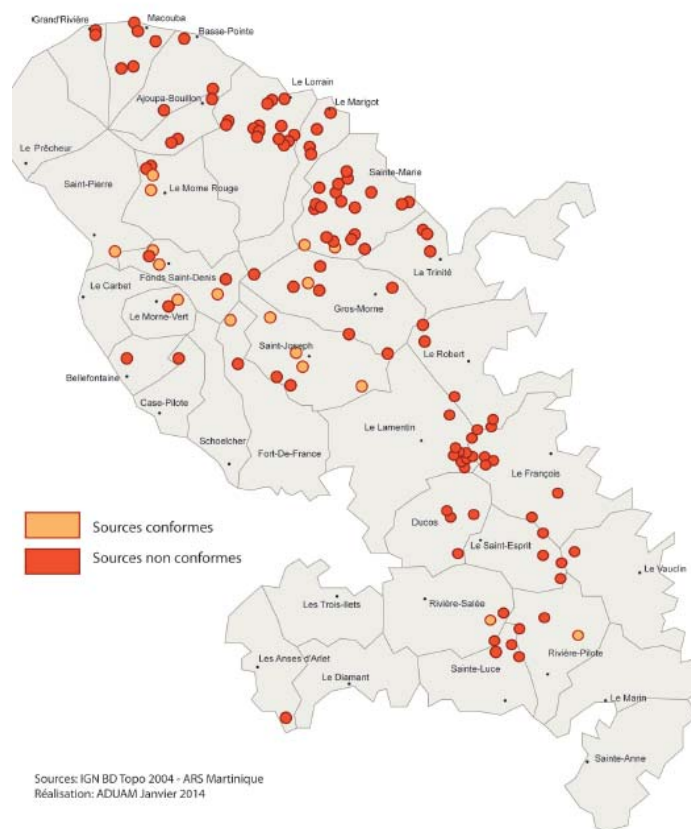 Grand'Rivière
Macouba
Basse-Pointe
Le Lorrain
Ajoupa-Bouillon
Le Marigot
Le Prêcheur
Sainte-Marie
Saint-Pierre
Le Morne Rouge
La Trinité
Fonds Saint-Denis
Le Carbet
Gros-Morne
Le Morne-Vert
Saint-Joseph
Le Robert
Bellefontaine
Case-Pilote
Le Lamentin
Schoelcher
Fort-De-France
Le François
Sources conformes
Ducos
Sources non conformes
Le Saint-Esprit
Le Vauclin
Les Trois-Ilets
Rivière-Salée
Les Anses d'Arlet
Rivière-Pilote
Sainte-Luce
Le Diamant
Le Marin
Sainte-Anne
Sources: IGN BD Topo 2004 - ARS Martinique
Réalisation: ADUAM Janvier 2014